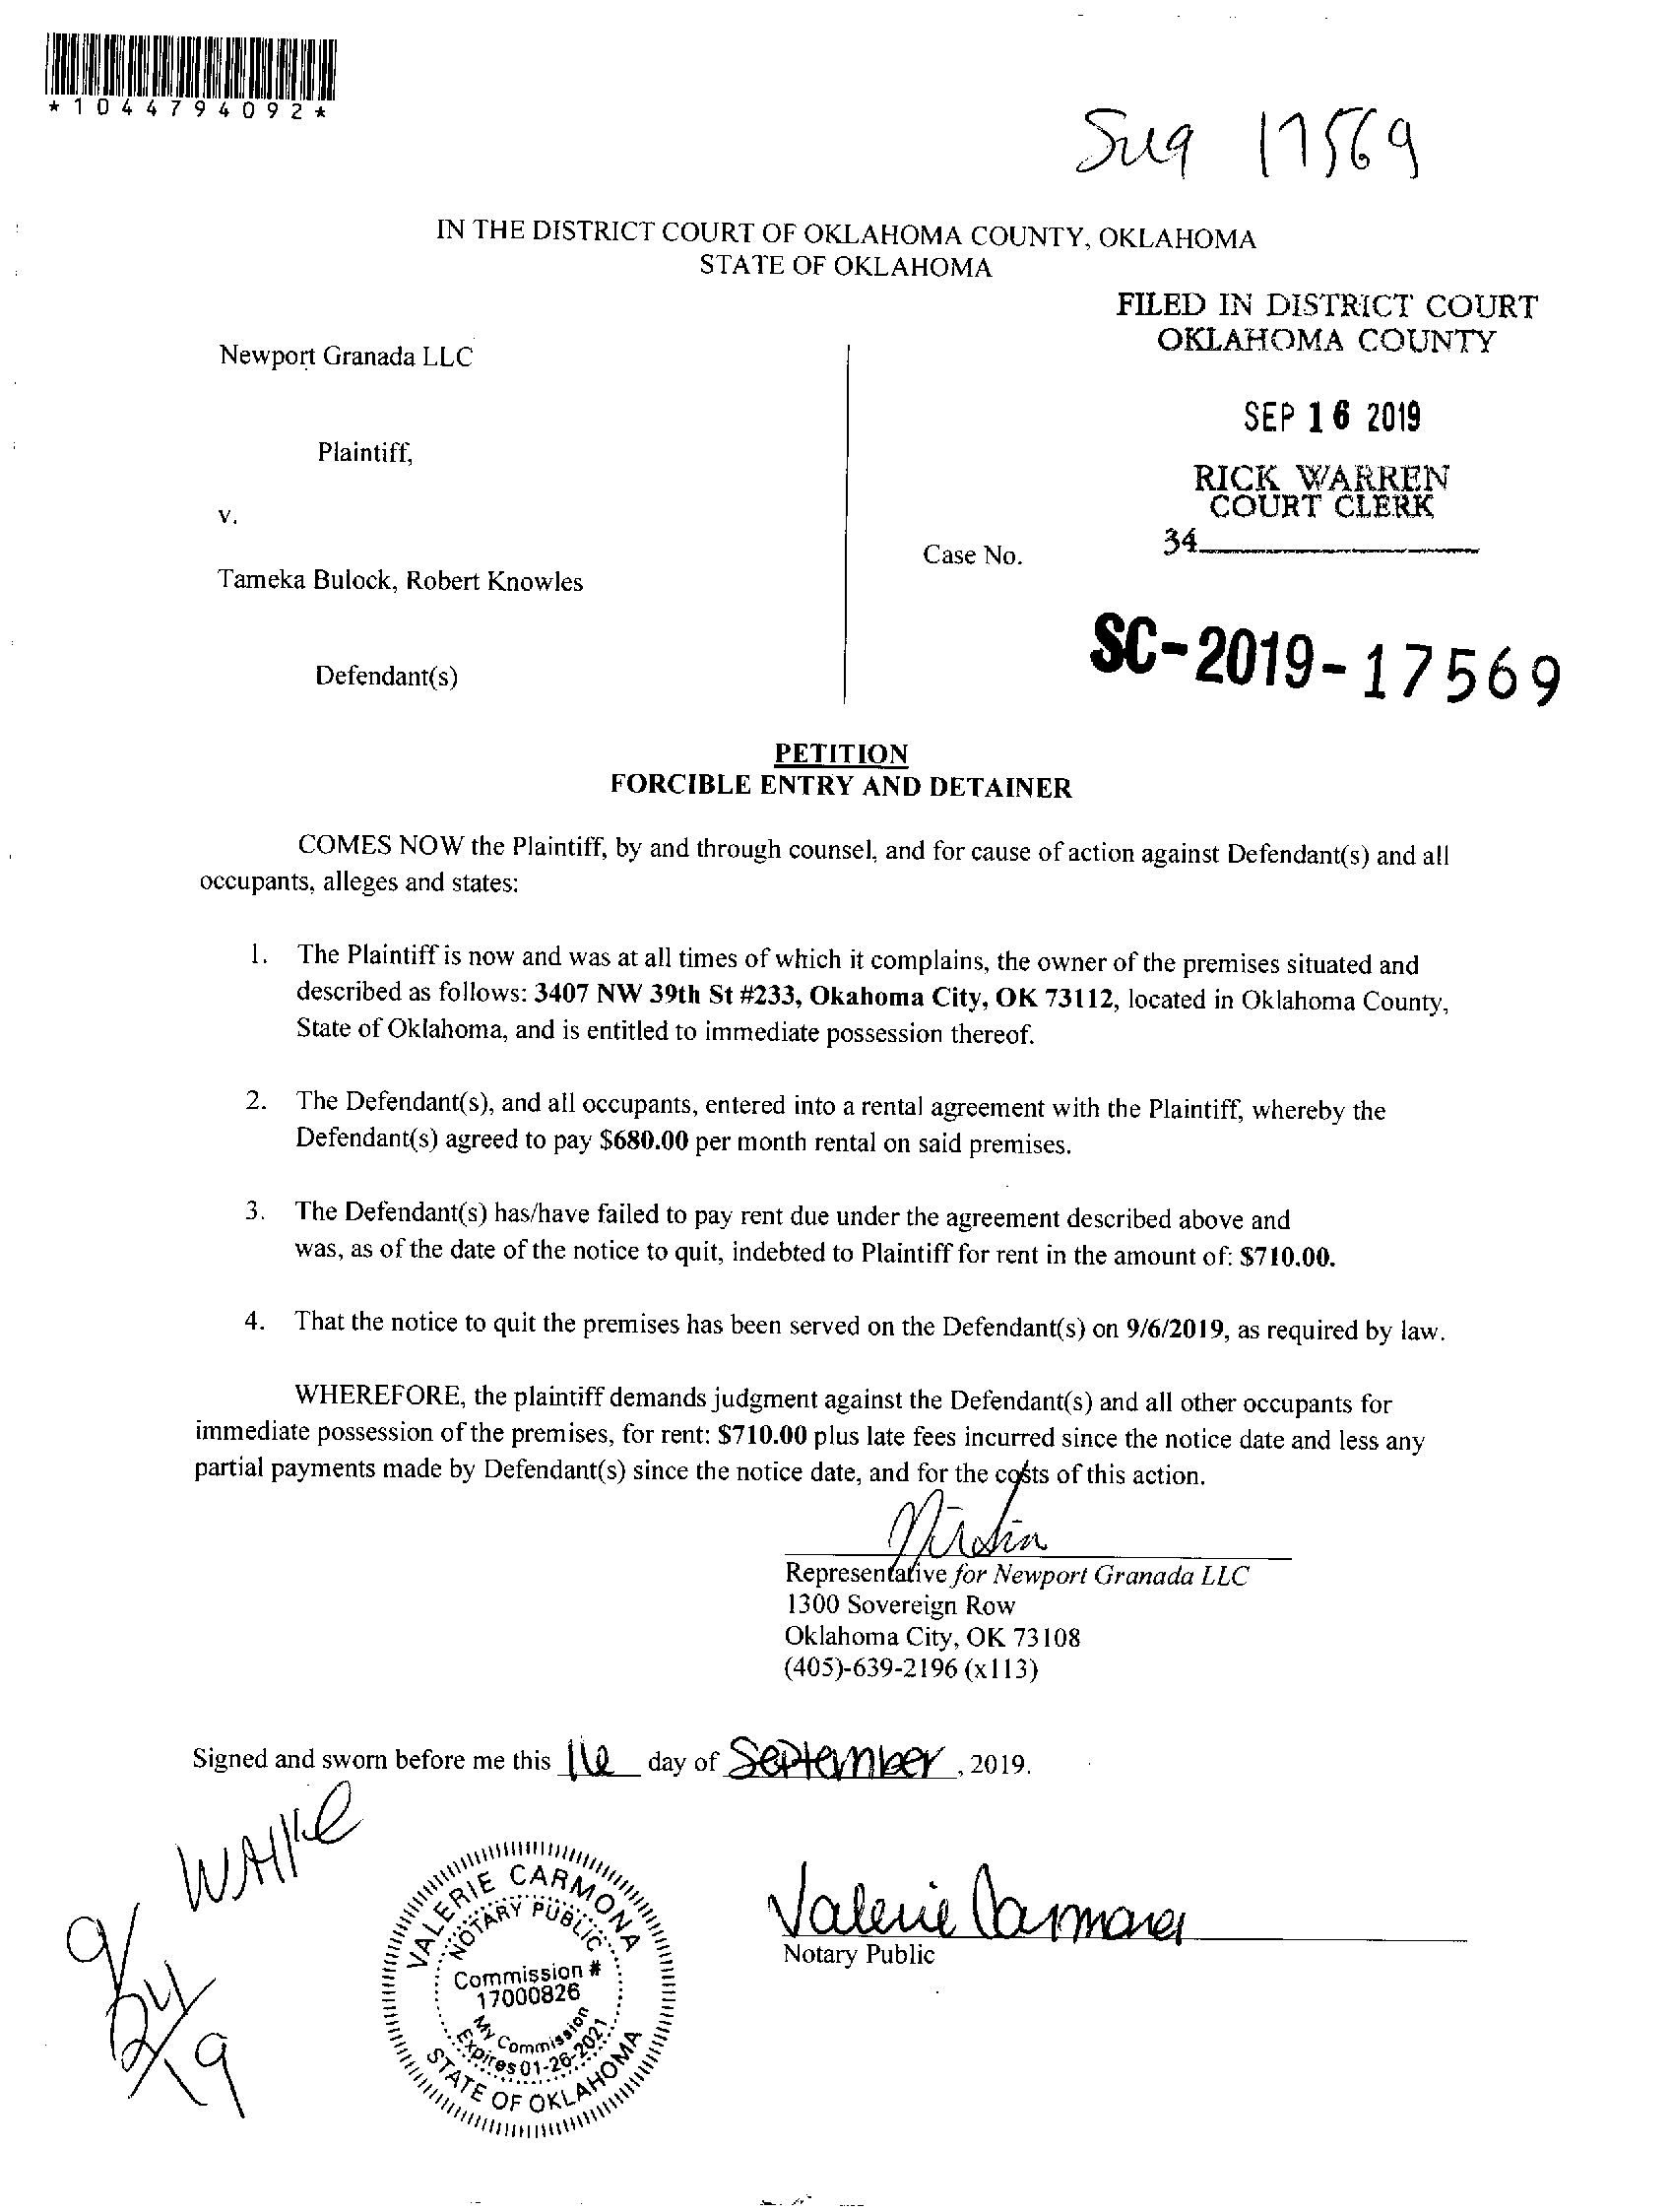 *1044794092*
17569
IN THE DISTRICT COURT OF OKLAHOMA COUNTY, OKLAHOMA
STATE OF OKLAHOMA
FILED IN DISTRICT COURT
OKLAHOMA COUNTY
Newport Granada LLC
SEP 16 2019
Plaintiff,
RICK WARREN
COURT CLERK
v.
34
Case No.
Tameka Bulock, Robert Knowles
SC-2019-17569
Defendant(s)
PETITION
FORCIBLE ENTRY AND DETAINER
COMES NOW the Plaintiff, by and through counsel, and for cause of action against Defendant(s) and all
occupants, alleges and states:
1. The Plaintiff is now and was at all times of which it complains, the owner of the premises situated and
described as follows: 3407 NW 39th St #233, Okahoma City, OK 73112, located in Oklahoma County,
State of Oklahoma, and is entitled to immediate possession thereof.
2. The Defendant(s), and all occupants, entered into a rental agreement with the Plaintiff, whereby the
Defendant(s) agreed to pay $680.00 per month rental on said premises.
3. The Defendant(s) has/have failed to pay rent due under the agreement described above and
was, as of the date of the notice to quit, indebted to Plaintiff for rent in the amount of: $710.00.
4. That the notice to quit the premises has been served on the Defendant(s) on 9/6/2019, as required by law.
WHEREFORE, the plaintiff demands judgment against the Defendant(s) and all other occupants for
immediate possession of the premises, for rent: $710.00 plus late fees incurred since the notice date and less any
partial payments made by Defendant(s) since the notice date, and for the costs of this action.
Representative for Newport Granada LLC
1300 Sovereign Row
Oklahoma City, OK 73108
(405)-639-2196 (x113)
Signed and sworn before me this 16 day of September, 2019.
9/24/19
VALERIE CARMONA
NOTARY PUBLIC
Commission #
17000826
My Commission
Expires 01-26-2021
STATE OF OKLAHOMA
Valerie Carmona
Notary Public